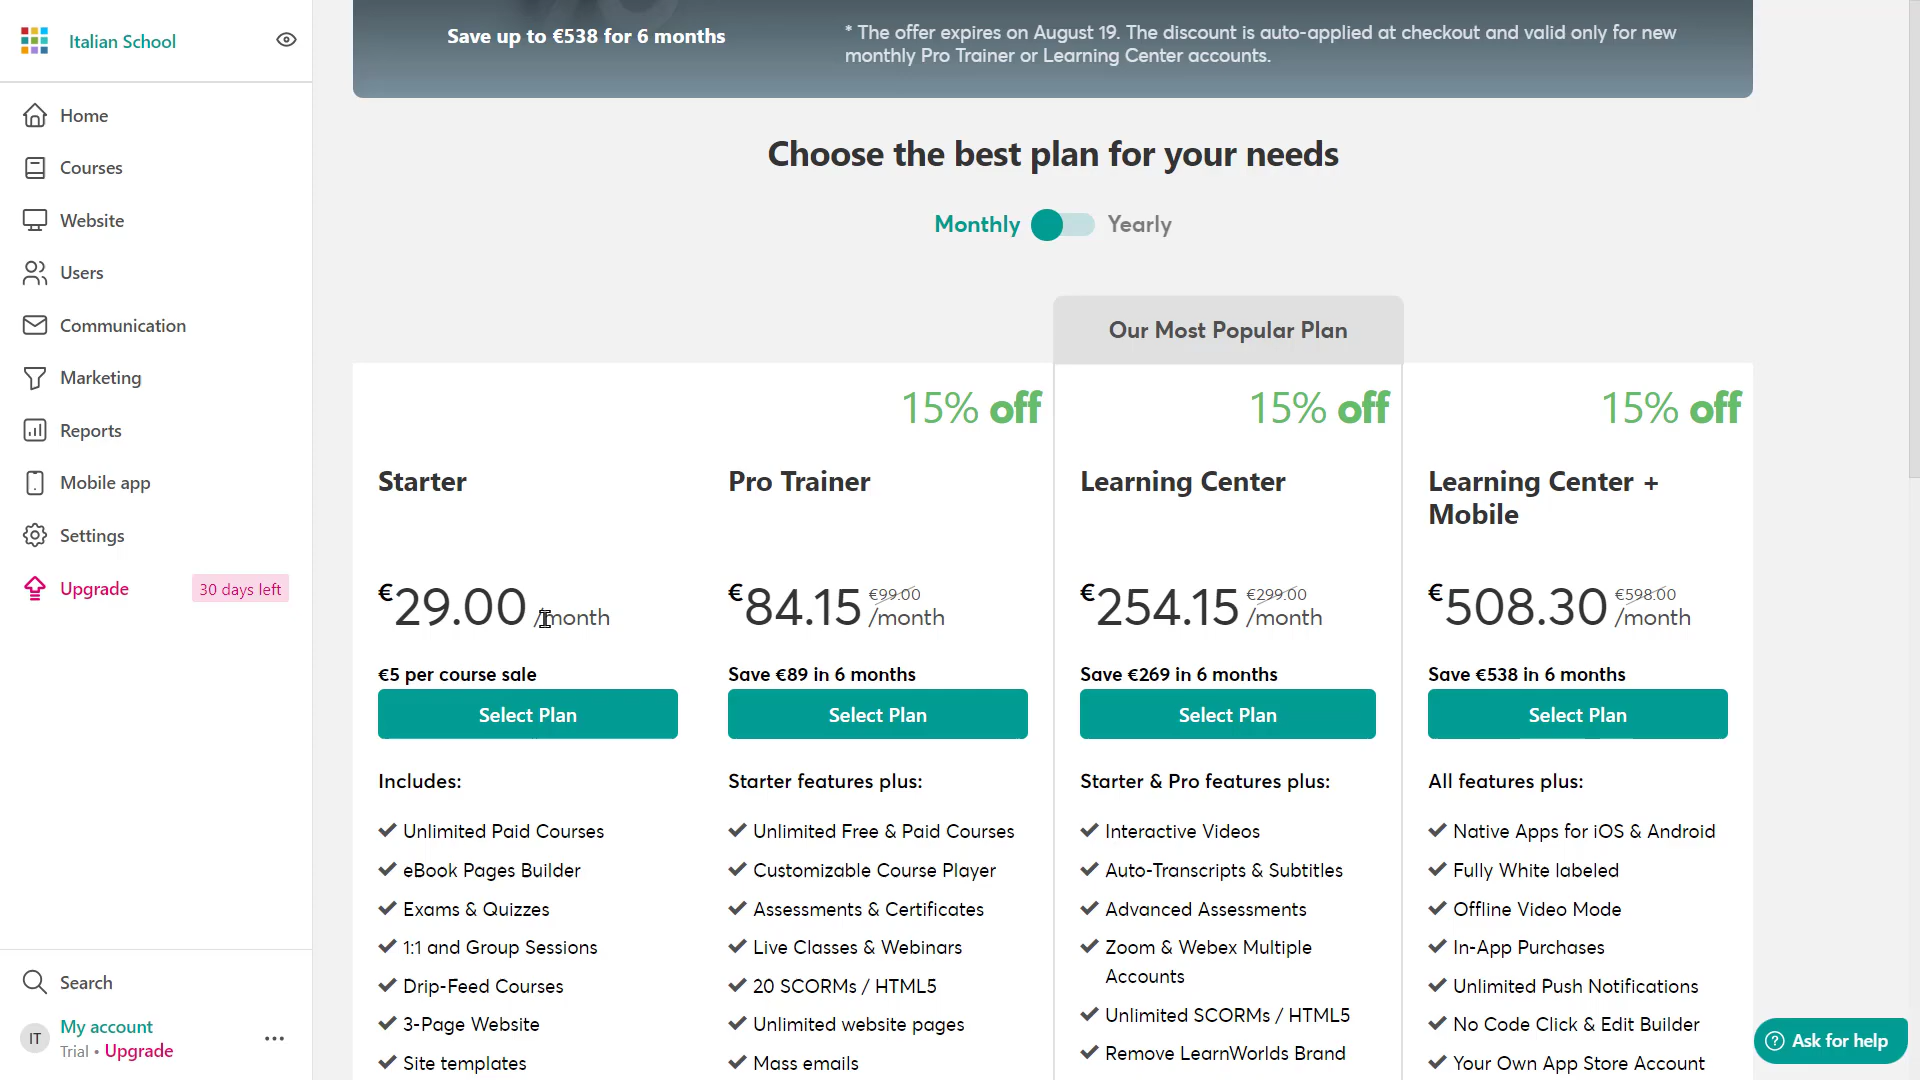 Italian School
Home
Courses
Website
Users
Communication
Marketing
Reports
Mobile app
Settings
Upgrade 30 days left
Search
IT
My account
Trial • Upgrade
Save up to €538 for 6 months
* The offer expires on August 19. The discount is auto-applied at checkout and valid only for new
monthly Pro Trainer or Learning Center accounts.
Choose the best plan for your needs
Monthly Yearly
Our Most Popular Plan
Starter
€29.00 /month
€5 per course sale
Select Plan
Includes:
Unlimited Paid Courses
eBook Pages Builder
Exams & Quizzes
1:1 and Group Sessions
Drip-Feed Courses
3-Page Website
Site templates
15% off
Pro Trainer
€84.15 €99.00 /month
Save €89 in 6 months
Select Plan
Starter features plus:
Unlimited Free & Paid Courses
Customizable Course Player
Assessments & Certificates
Live Classes & Webinars
20 SCORMs / HTML5
Unlimited website pages
Mass emails
15% off
Learning Center
€254.15 €299.00 /month
Save €269 in 6 months
Select Plan
Starter & Pro features plus:
Interactive Videos
Auto-Transcripts & Subtitles
Advanced Assessments
Zoom & Webex Multiple
Accounts
Unlimited SCORMs / HTML5
Remove LearnWorlds Brand
15% off
Learning Center +
Mobile
€508.30 €598.00 /month
Save €538 in 6 months
Select Plan
All features plus:
Native Apps for iOS & Android
Fully White labeled
Offline Video Mode
In-App Purchases
Unlimited Push Notifications
No Code Click & Edit Builder
Your Own App Store Account
Ask for help